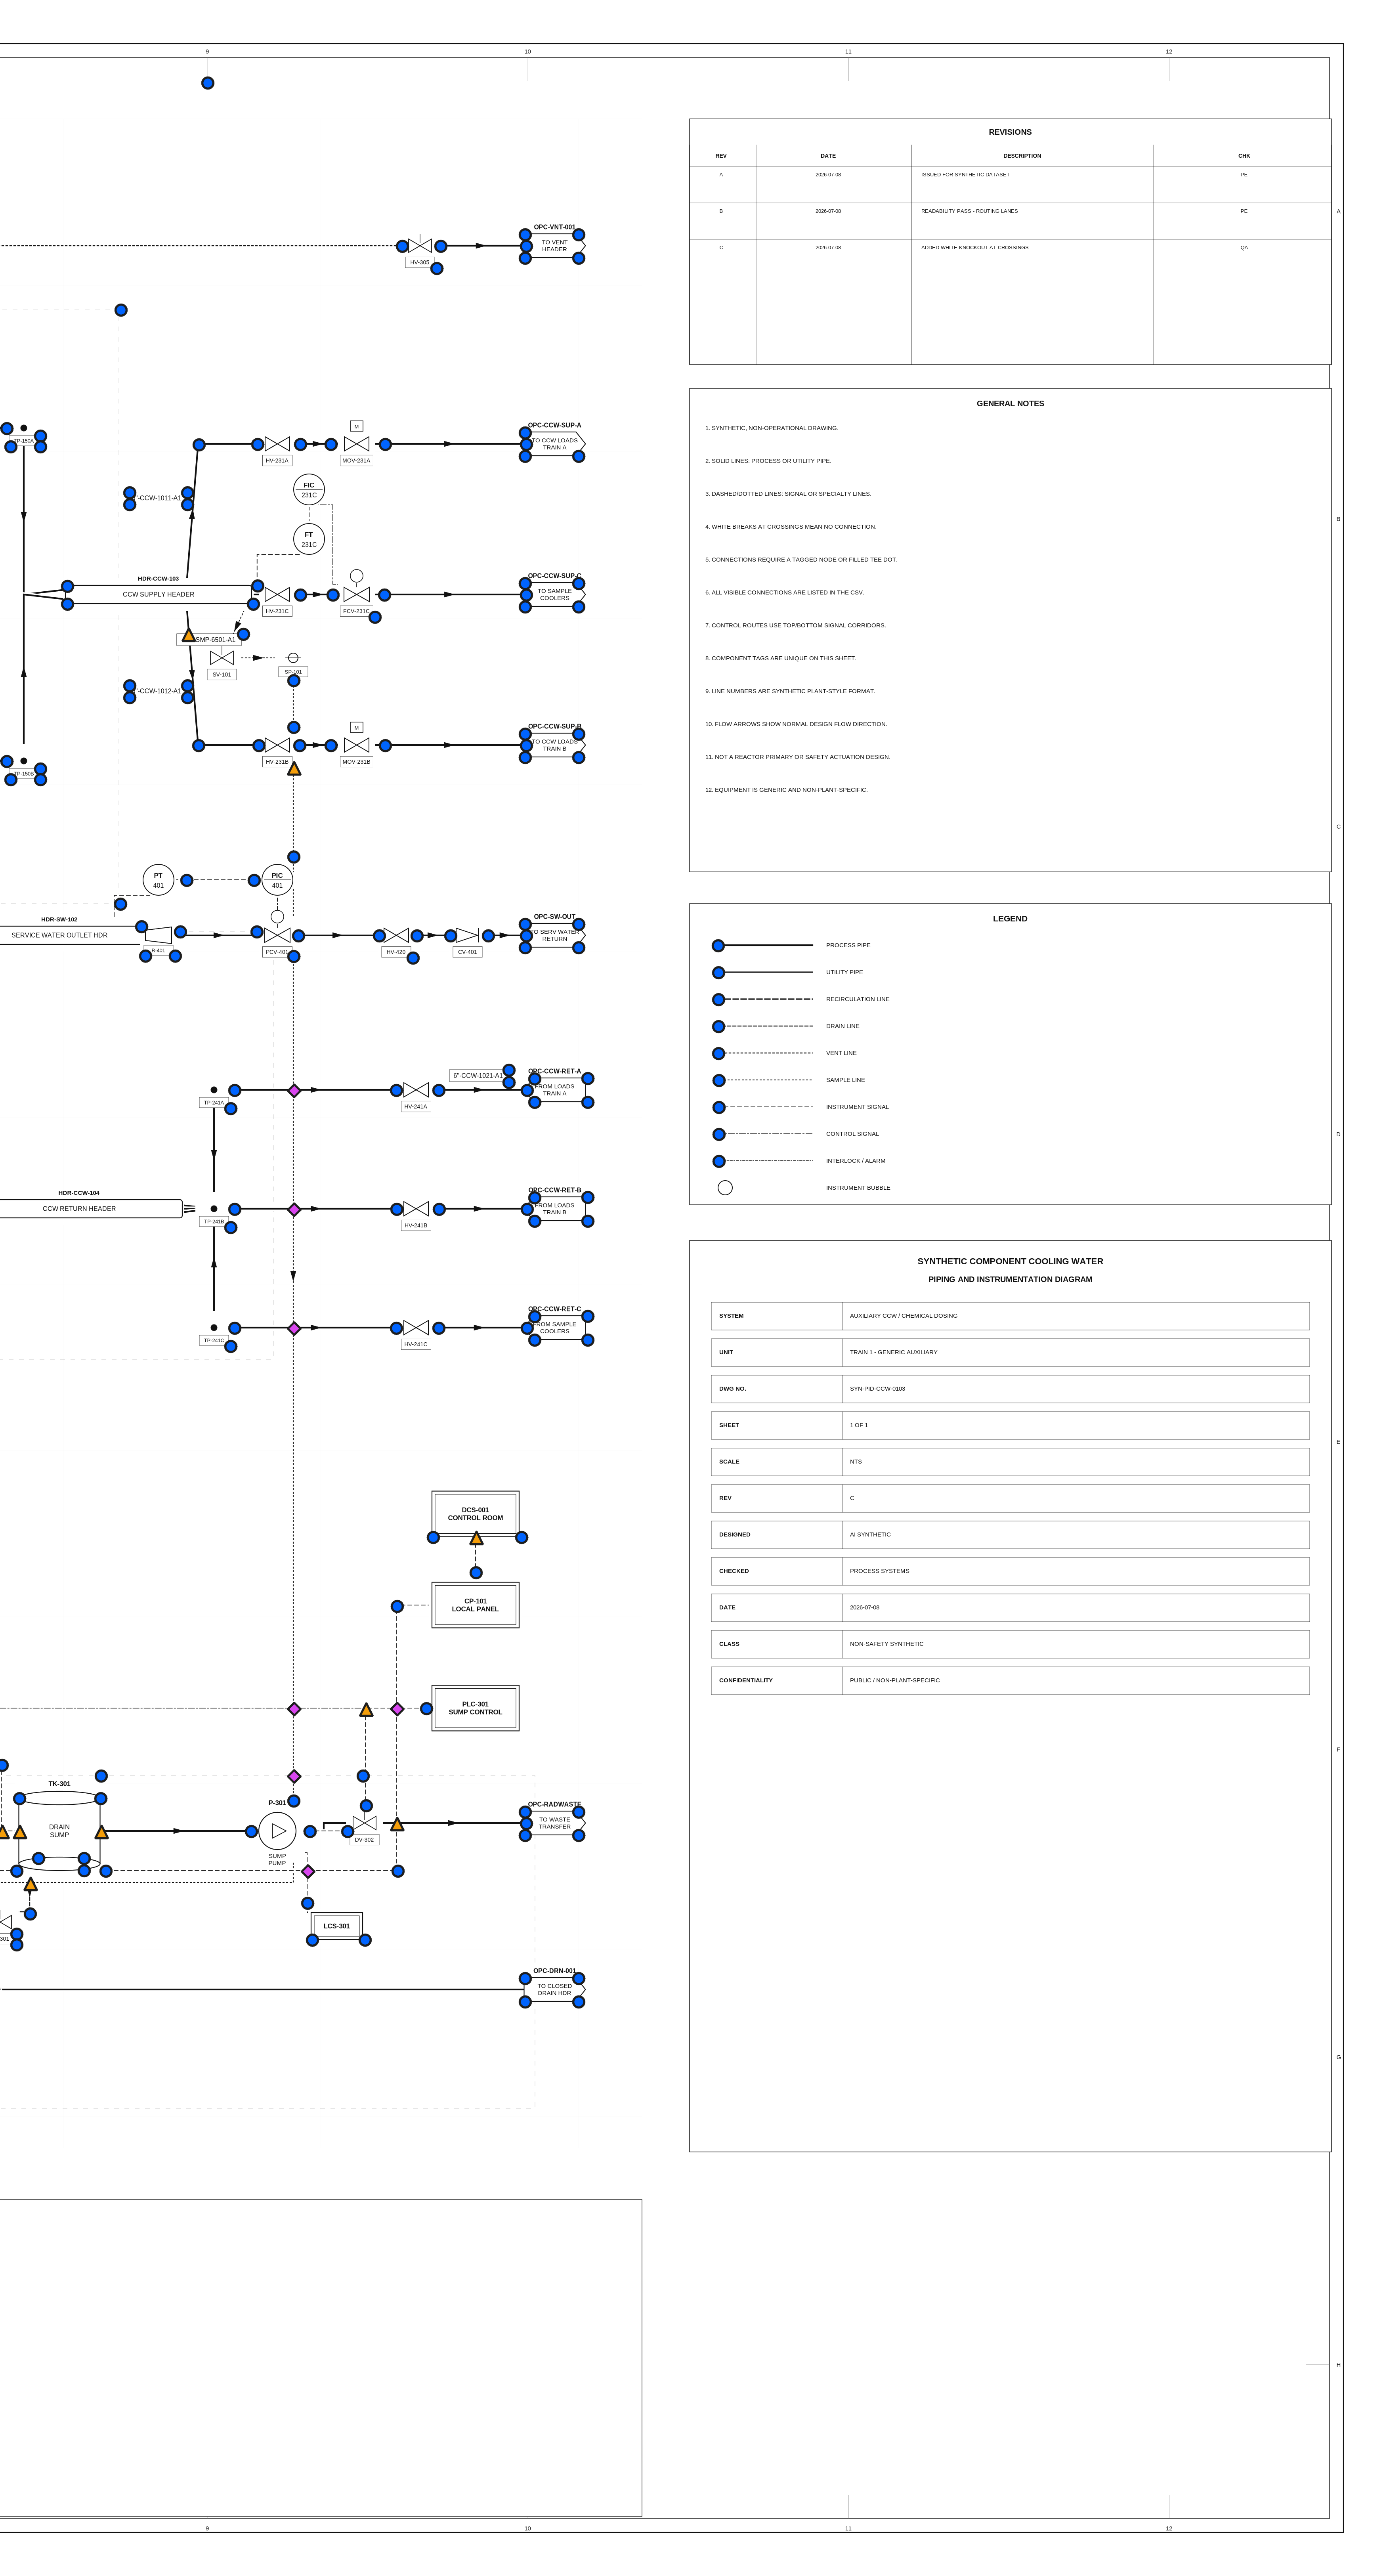 9
10
11
12
REVISIONS
REV DATE DESCRIPTION CHK
A 2026-07-08 ISSUED FOR SYNTHETIC DATASET PE
B 2026-07-08 READABILITY PASS - ROUTING LANES PE
C 2026-07-08 ADDED WHITE KNOCKOUT AT CROSSINGS QA
A
B
C
D
E
F
G
H
GENERAL NOTES
1. SYNTHETIC, NON-OPERATIONAL DRAWING.
2. SOLID LINES: PROCESS OR UTILITY PIPE.
3. DASHED/DOTTED LINES: SIGNAL OR SPECIALTY LINES.
4. WHITE BREAKS AT CROSSINGS MEAN NO CONNECTION.
5. CONNECTIONS REQUIRE A TAGGED NODE OR FILLED TEE DOT.
6. ALL VISIBLE CONNECTIONS ARE LISTED IN THE CSV.
7. CONTROL ROUTES USE TOP/BOTTOM SIGNAL CORRIDORS.
8. COMPONENT TAGS ARE UNIQUE ON THIS SHEET.
9. LINE NUMBERS ARE SYNTHETIC PLANT-STYLE FORMAT.
10. FLOW ARROWS SHOW NORMAL DESIGN FLOW DIRECTION.
11. NOT A REACTOR PRIMARY OR SAFETY ACTUATION DESIGN.
12. EQUIPMENT IS GENERIC AND NON-PLANT-SPECIFIC.
LEGEND
PROCESS PIPE
UTILITY PIPE
RECIRCULATION LINE
DRAIN LINE
VENT LINE
SAMPLE LINE
INSTRUMENT SIGNAL
CONTROL SIGNAL
INTERLOCK / ALARM
INSTRUMENT BUBBLE
SYNTHETIC COMPONENT COOLING WATER
PIPING AND INSTRUMENTATION DIAGRAM
SYSTEM AUXILIARY CCW / CHEMICAL DOSING
UNIT TRAIN 1 - GENERIC AUXILIARY
DWG NO. SYN-PID-CCW-0103
SHEET 1 OF 1
SCALE NTS
REV C
DESIGNED AI SYNTHETIC
CHECKED PROCESS SYSTEMS
DATE 2026-07-08
CLASS NON-SAFETY SYNTHETIC
CONFIDENTIALITY PUBLIC / NON-PLANT-SPECIFIC
OPC-VNT-001
TO VENT
HEADER
HV-305
TP-150A
M
OPC-CCW-SUP-A
TO CCW LOADS
TRAIN A
HV-231A
MOV-231A
FIC
231C
-CCW-1011-A1
FT
231C
HDR-CCW-103
CCW SUPPLY HEADER
OPC-CCW-SUP-C
TO SAMPLE
COOLERS
HV-231C
FCV-231C
SMP-6501-A1
SV-101
SP-101
-CCW-1012-A1
M
OPC-CCW-SUP-B
TO CCW LOADS
TRAIN B
HV-231B
MOV-231B
TP-150B
PT
401
PIC
401
HDR-SW-102
SERVICE WATER OUTLET HDR
R-401
PCV-401
HV-420
CV-401
OPC-SW-OUT
TO SERV WATER
RETURN
6"-CCW-1021-A1
OPC-CCW-RET-A
FROM LOADS
TRAIN A
TP-241A
HV-241A
HDR-CCW-104
CCW RETURN HEADER
OPC-CCW-RET-B
FROM LOADS
TRAIN B
TP-241B
HV-241B
OPC-CCW-RET-C
FROM SAMPLE
COOLERS
TP-241C
HV-241C
DCS-001
CONTROL ROOM
CP-101
LOCAL PANEL
PLC-301
SUMP CONTROL
TK-301
DRAIN
SUMP
P-301
SUMP
PUMP
DV-302
OPC-RADWASTE
TO WASTE
TRANSFER
LCS-301
301
OPC-DRN-001
TO CLOSED
DRAIN HDR
9
10
11
12